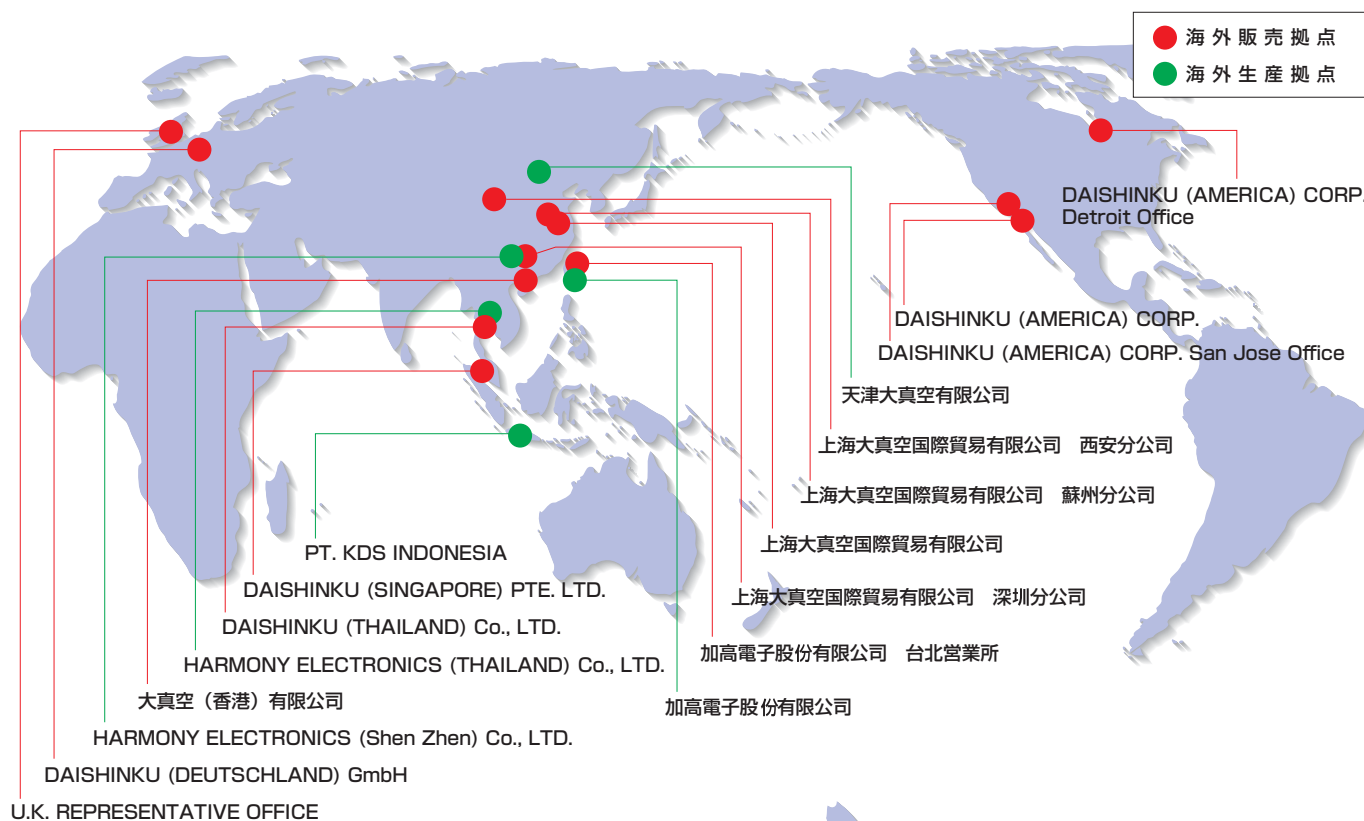 海外販売拠点
海外生産拠点
DAISHINKU (AMERICA) CORP.
Detroit Office
DAISHINKU (AMERICA) CORP.
DAISHINKU (AMERICA) CORP. San Jose Office
天津大真空有限公司
上海大真空国際貿易有限公司　西安分公司
上海大真空国際貿易有限公司　蘇州分公司
上海大真空国際貿易有限公司
上海大真空国際貿易有限公司　深圳分公司
加高電子股份有限公司　台北営業所
加高電子股份有限公司
PT. KDS INDONESIA
DAISHINKU (SINGAPORE) PTE. LTD.
DAISHINKU (THAILAND) Co., LTD.
HARMONY ELECTRONICS (THAILAND) Co., LTD.
大真空（香港）有限公司
HARMONY ELECTRONICS (Shen Zhen) Co., LTD.
DAISHINKU (DEUTSCHLAND) GmbH
U.K. REPRESENTATIVE OFFICE